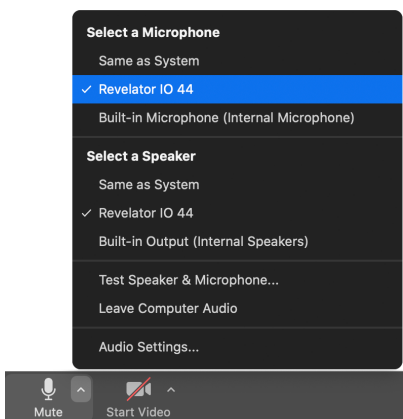 Select a Microphone
Same as System
✓ Revelator IO 44
Built-in Microphone (Internal Microphone)
Select a Speaker
Same as System
✓ Revelator IO 44
Built-in Output (Internal Speakers)
Test Speaker & Microphone...
Leave Computer Audio
Audio Settings...
Mute
Start Video